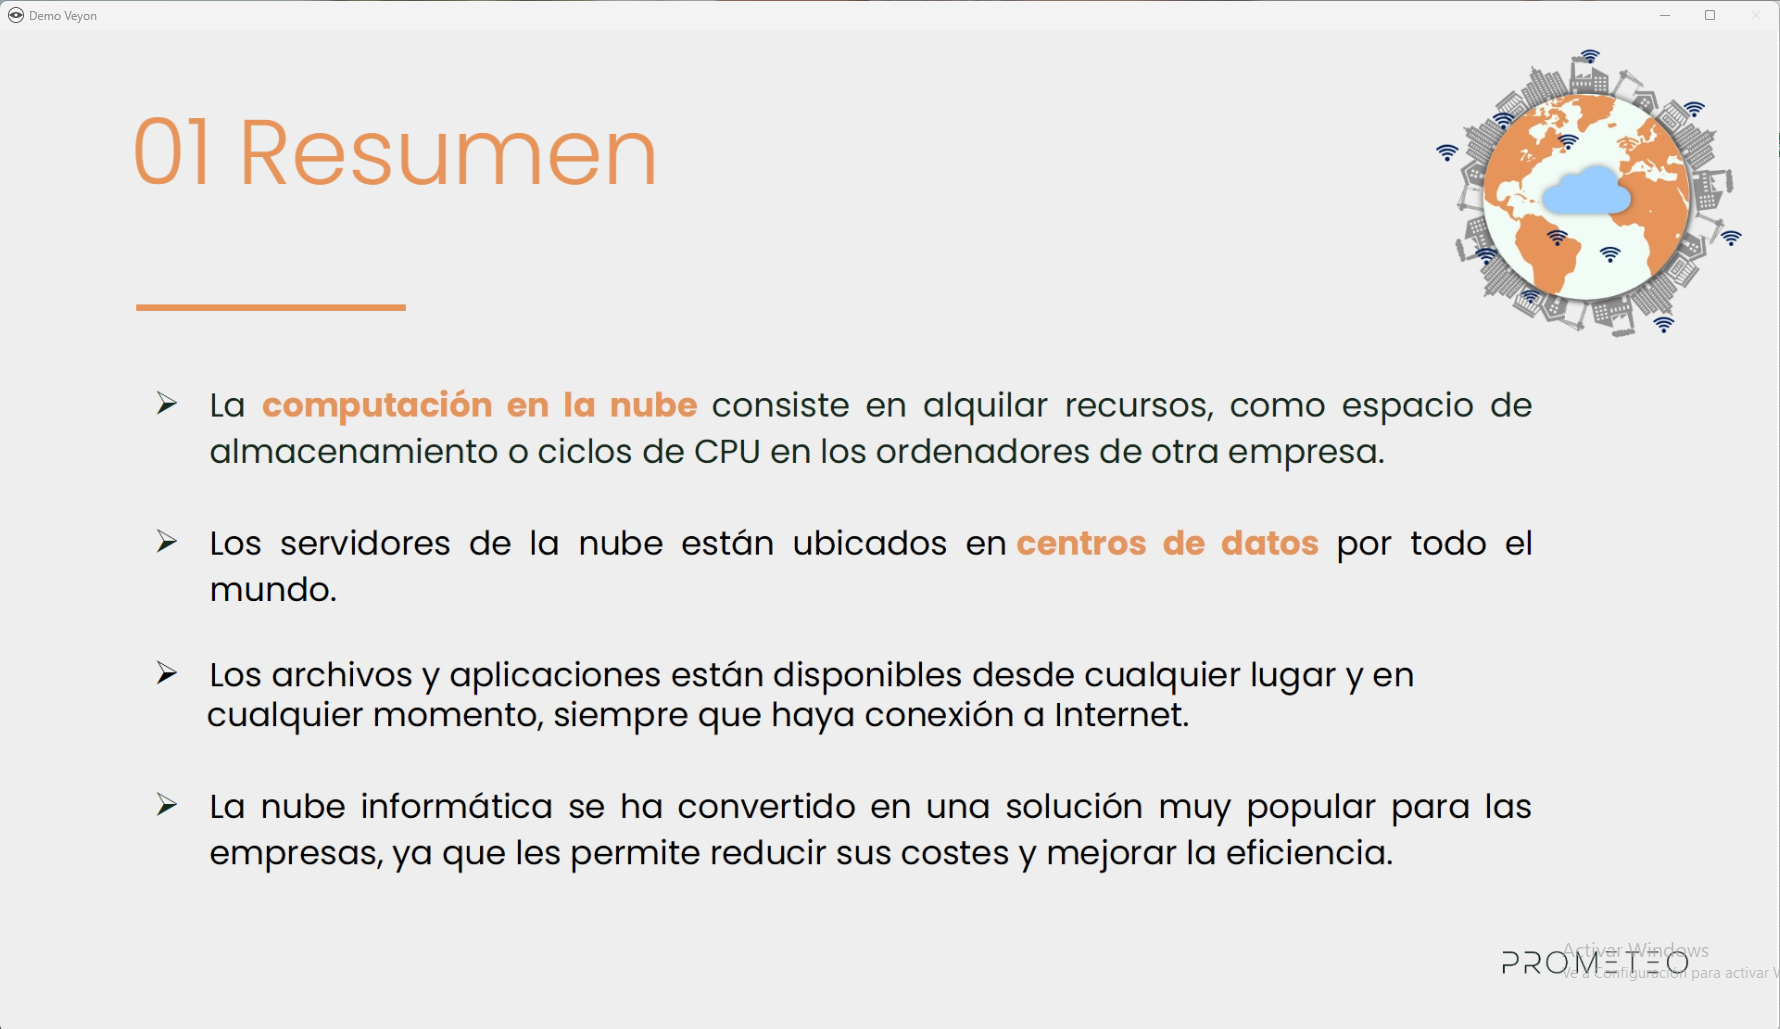 Demo Veyon
01 Resumen
La computación en la nube consiste en alquilar recursos, como espacio de
almacenamiento o ciclos de CPU en los ordenadores de otra empresa.
Los servidores de la nube están ubicados en centros de datos por todo el
mundo.
Los archivos y aplicaciones están disponibles desde cualquier lugar y en
cualquier momento, siempre que haya conexión a Internet.
La nube informática se ha convertido en una solución muy popular para las
empresas, ya que les permite reducir sus costes y mejorar la eficiencia.
Activar Windows
PROMETEO
Ve a Configuración para activar W